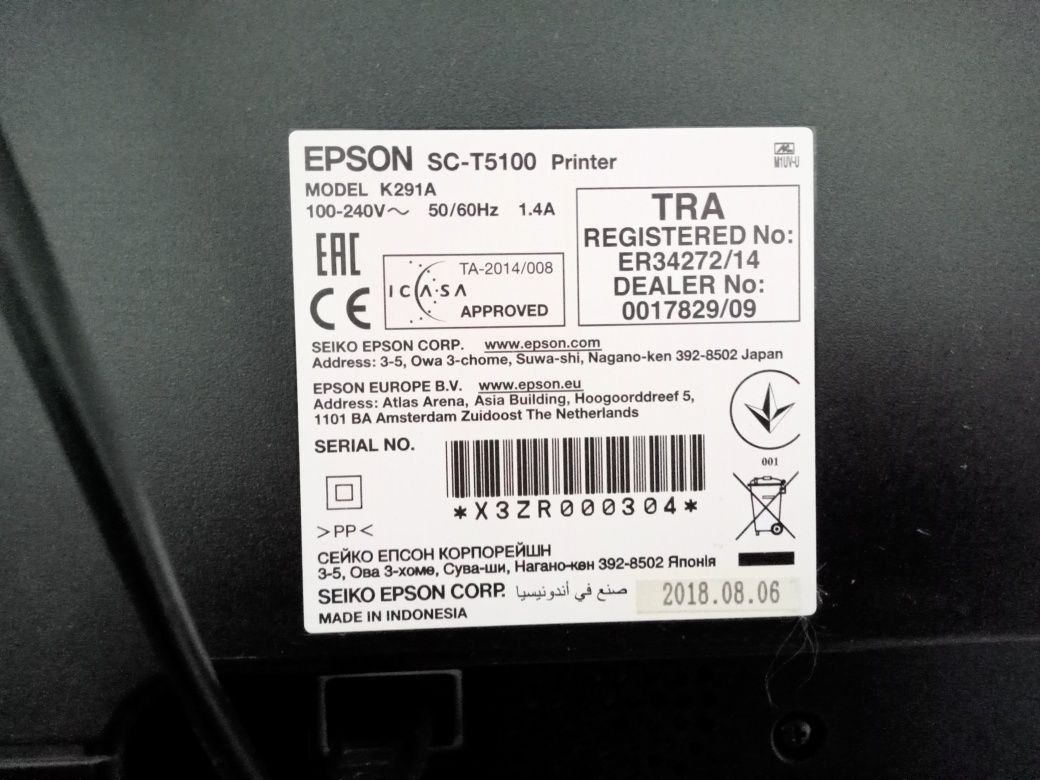 EPSON SC-T5100 Printer
M1UV-U
MODEL K291A
100-240V～ 50/60Hz 1.4A
TRA
REGISTERED No:
ER34272/14
DEALER No:
0017829/09
EAC
TA-2014/008
ICASA
APPROVED
CE
SEIKO EPSON CORP. www.epson.com
Address: 3-5, Owa 3-chome, Suwa-shi, Nagano-ken 392-8502 Japan
EPSON EUROPE B.V. www.epson.eu
Address: Atlas Arena, Asia Building, Hoogoorddreef 5,
1101 BA Amsterdam Zuidoost The Netherlands
SERIAL NO.
*X3ZR000304*
001
>PP<
СЕЙКО ЕПСОН КОРПОРЕЙШН
3-5, Ова 3-хоме, Сува-ши, Нагано-кен 392-8502 Японія
SEIKO EPSON CORP. صنع في أندونيسيا
2018.08.06
MADE IN INDONESIA